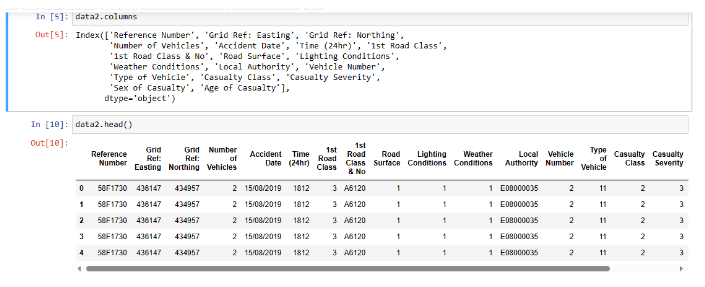 In [5]: data2.columns
Out[5]: Index(['Reference Number', 'Grid Ref: Easting', 'Grid Ref: Northing',
'Number of Vehicles', 'Accident Date', 'Time (24hr)', '1st Road Class',
'1st Road Class & No', 'Road Surface', 'Lighting Conditions',
'Weather Conditions', 'Local Authority', 'Vehicle Number',
'Type of Vehicle', 'Casualty Class', 'Casualty Severity',
'Sex of Casualty', 'Age of Casualty'],
dtype='object')
In [10]: data2.head()
Out[10]:
Reference Number Grid Ref: Easting Grid Ref: Northing Number of Vehicles Accident Date Time (24hr) 1st Road Class 1st Road Class & No Road Surface Lighting Conditions Weather Conditions Local Authority Vehicle Number Type of Vehicle Casualty Class Casualty Severity
0 58F1730 436147 434957 2 15/08/2019 1812 3 A6120 1 1 1 E08000035 2 11 2 3
1 58F1730 436147 434957 2 15/08/2019 1812 3 A6120 1 1 1 E08000035 2 11 2 3
2 58F1730 436147 434957 2 15/08/2019 1812 3 A6120 1 1 1 E08000035 2 11 2 3
3 58F1730 436147 434957 2 15/08/2019 1812 3 A6120 1 1 1 E08000035 2 11 2 3
4 58F1730 436147 434957 2 15/08/2019 1812 3 A6120 1 1 1 E08000035 2 11 2 3